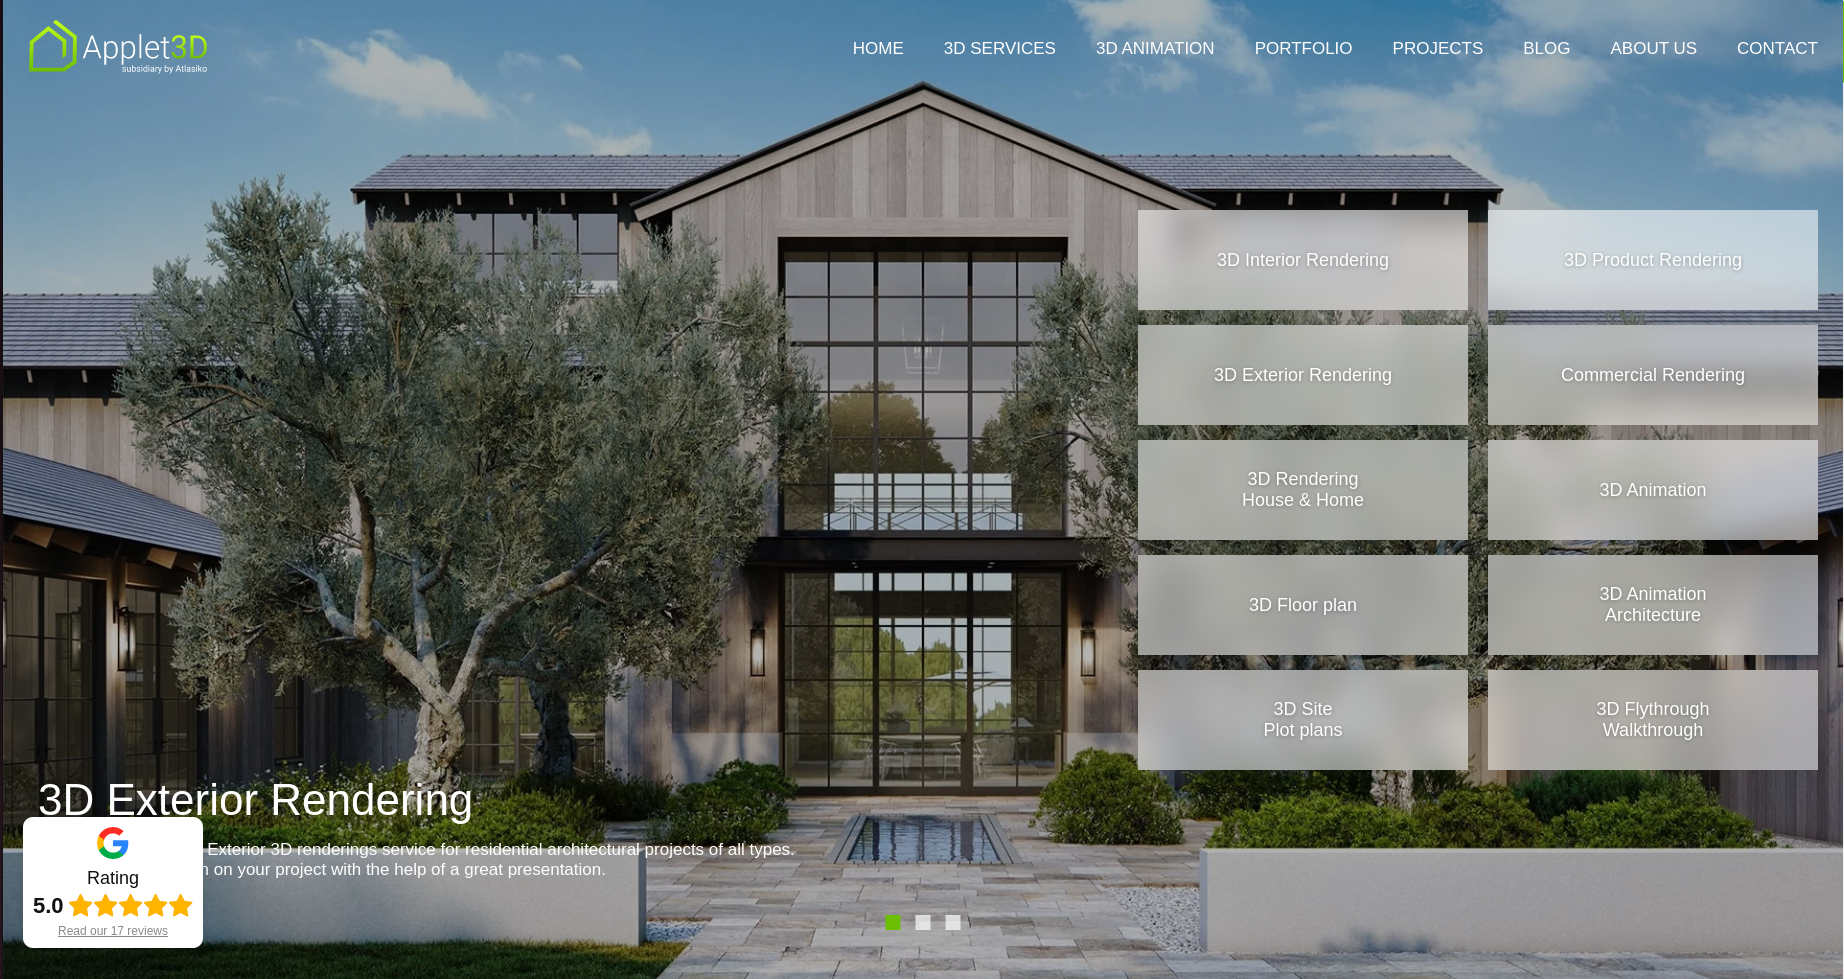 Applet3D
subsidiary by Atlasiko
HOME
3D SERVICES
3D ANIMATION
PORTFOLIO
PROJECTS
BLOG
ABOUT US
CONTACT
3D Interior Rendering
3D Product Rendering
3D Exterior Rendering
Commercial Rendering
3D Rendering
House & Home
3D Animation
3D Floor plan
3D Animation
Architecture
3D Site
Plot plans
3D Flythrough
Walkthrough
3D Exterior Rendering
Exterior 3D renderings service for residential architectural projects of all types.
on your project with the help of a great presentation.
Rating
5.0
Read our 17 reviews